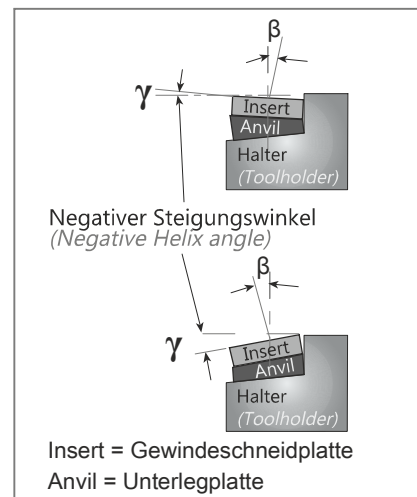 β
γ
Insert
Anvil
Halter
(Toolholder)
Negativer Steigungswinkel
(Negative Helix angle)
β
γ
Insert
Anvil
Halter
(Toolholder)
Insert = Gewindeschneidplatte
Anvil = Unterlegplatte